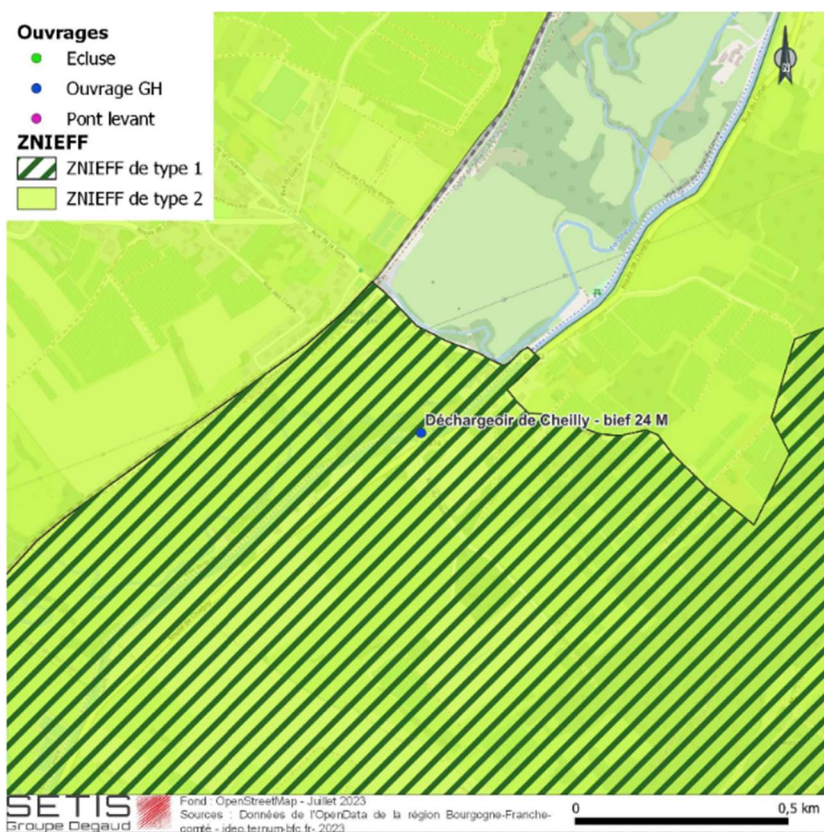 Ouvrages
Ecluse
Ouvrage GH
Pont levant
ZNIEFF
ZNIEFF de type 1
ZNIEFF de type 2
Déchargeoir de Cheilly - bief 24 M
SETIS
Groupe Degaud
Fond : OpenStreetMap - Juillet 2023
Sources : Données de l'OpenData de la région Bourgogne-Franche-
comté - ideo.ternum-bfc.fr- 2023
0
0,5 km